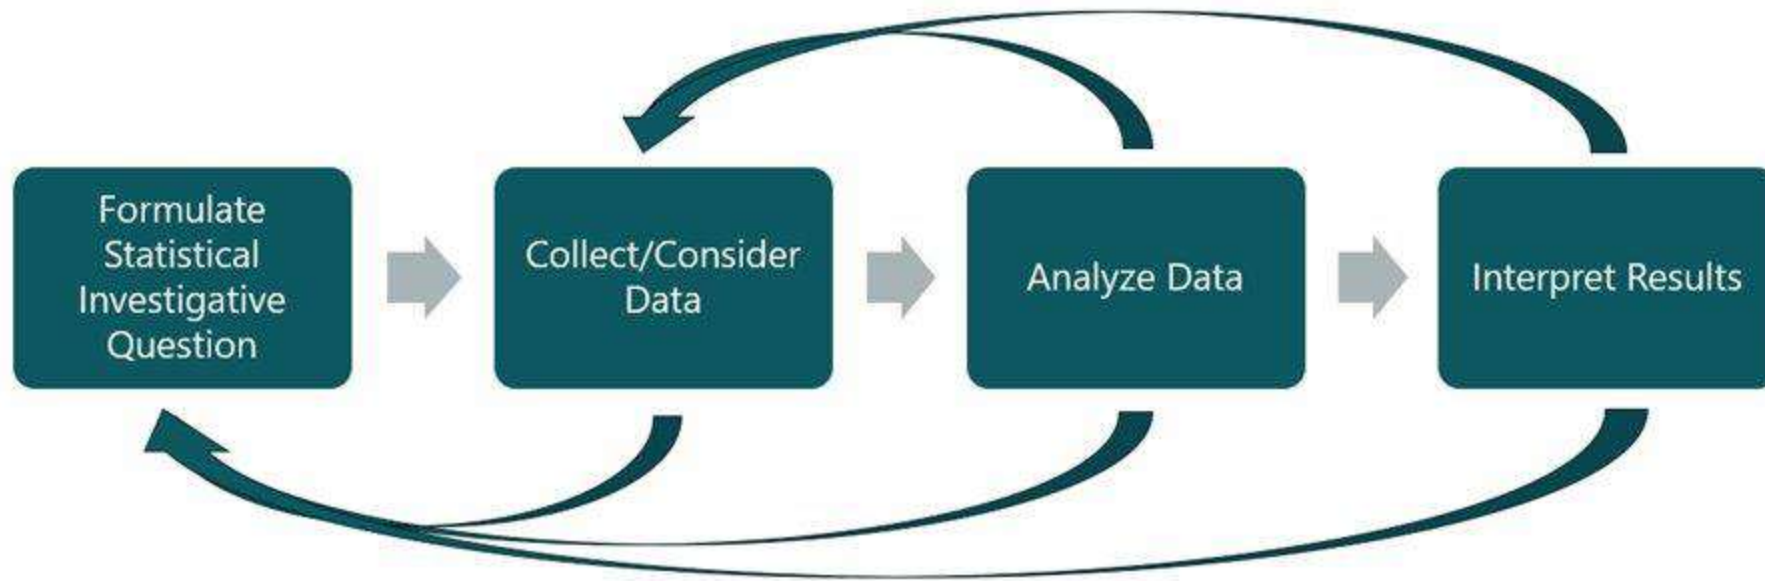 Formulate
Statistical
Investigative
Question
Collect/Consider
Data
Analyze Data
Interpret Results